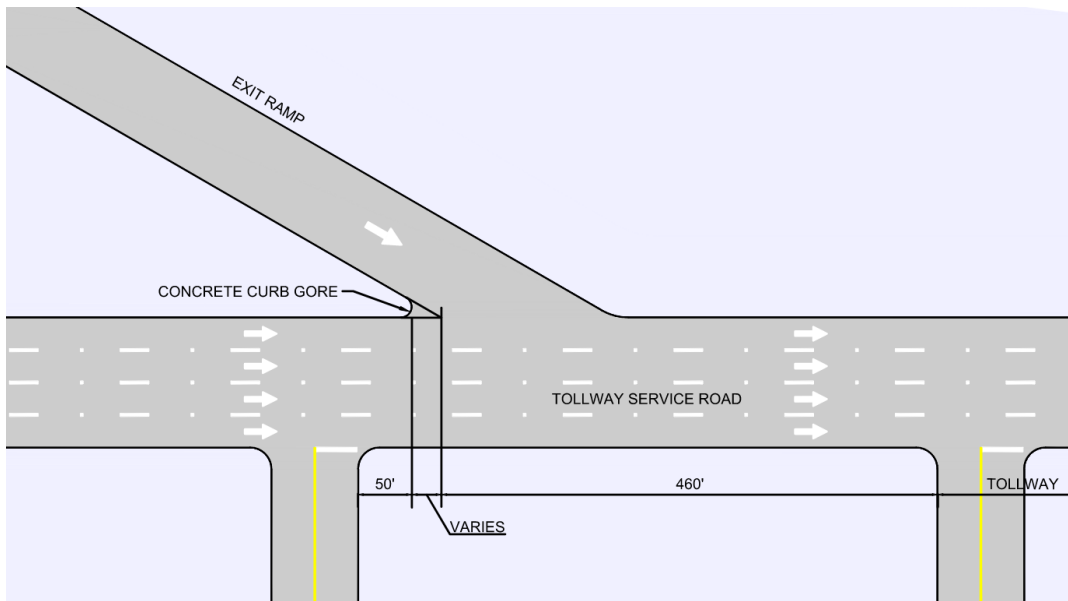 EXIT RAMP
CONCRETE CURB GORE
TOLLWAY SERVICE ROAD
50'
460'
TOLLWAY
VARIES